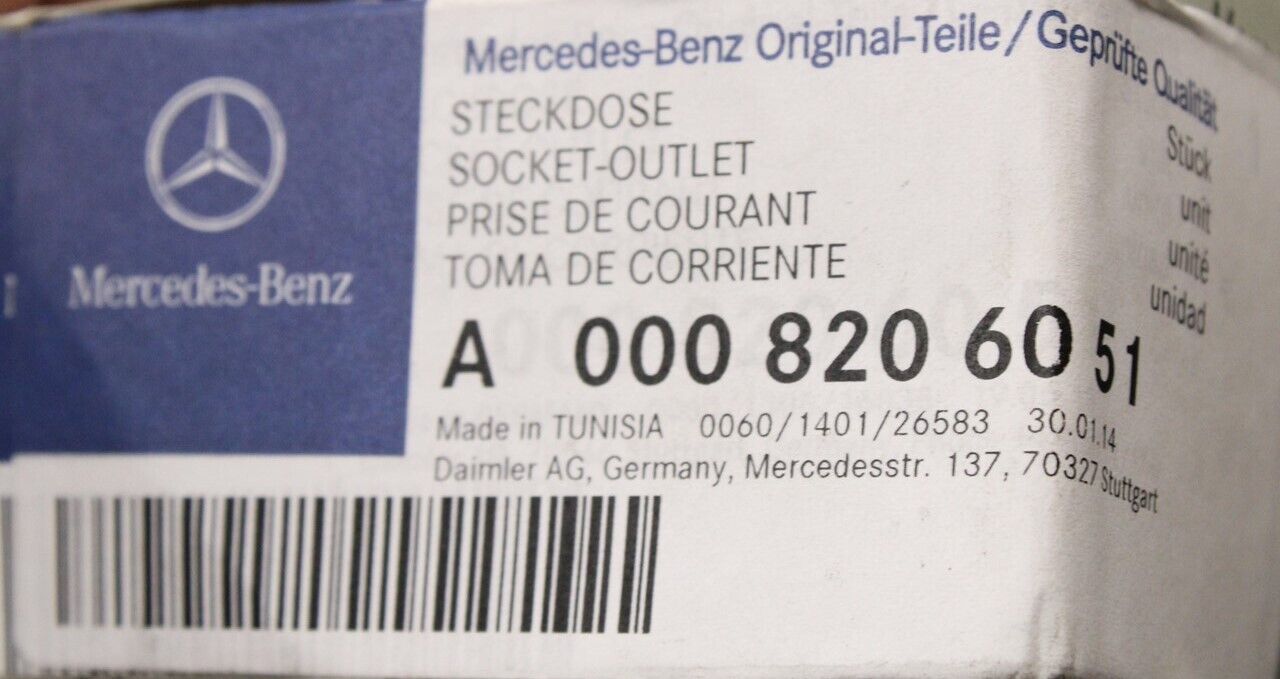 Mercedes-Benz
Mercedes-Benz Original-Teile / Geprüfte Qualität
STECKDOSE Stück
SOCKET-OUTLET unit
PRISE DE COURANT unité
TOMA DE CORRIENTE unidad
A 000 820 60 51
Made in TUNISIA 0060/1401/26583 30.01.14
Daimler AG, Germany, Mercedesstr. 137, 70327 Stuttgart